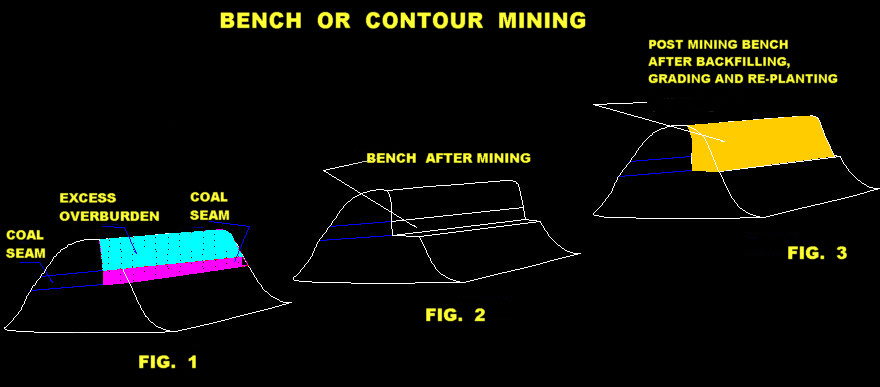 BENCH OR CONTOUR MINING
POST MINING BENCH
AFTER BACKFILLING,
GRADING AND RE-PLANTING
BENCH AFTER MINING
EXCESS
OVERBURDEN
COAL
SEAM
COAL
SEAM
FIG. 3
FIG. 2
FIG. 1